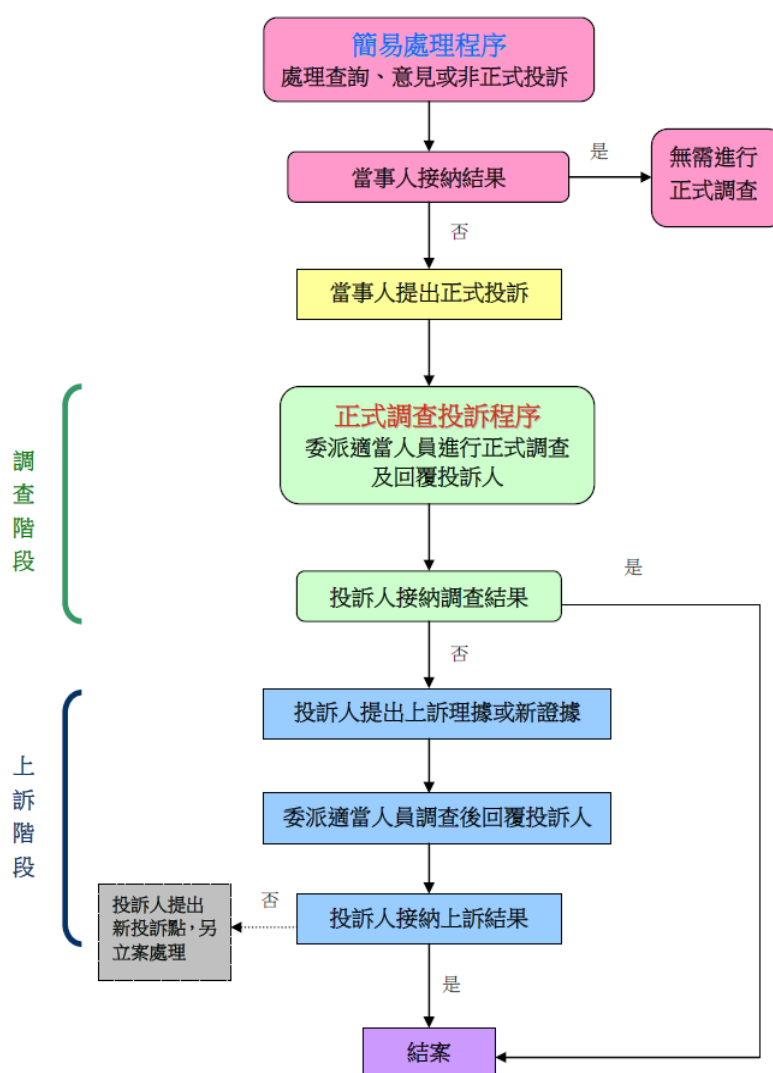 簡易處理程序
處理查詢、意見或非正式投訴
當事人接納結果
是
無需進行
正式調查
否
當事人提出正式投訴
調查階段
正式調查投訴程序
委派適當人員進行正式調查
及回覆投訴人
投訴人接納調查結果
是
否
上訴階段
投訴人提出上訴理據或新證據
委派適當人員調查後回覆投訴人
投訴人接納上訴結果
否
投訴人提出
新投訴點，另
立案處理
是
結案